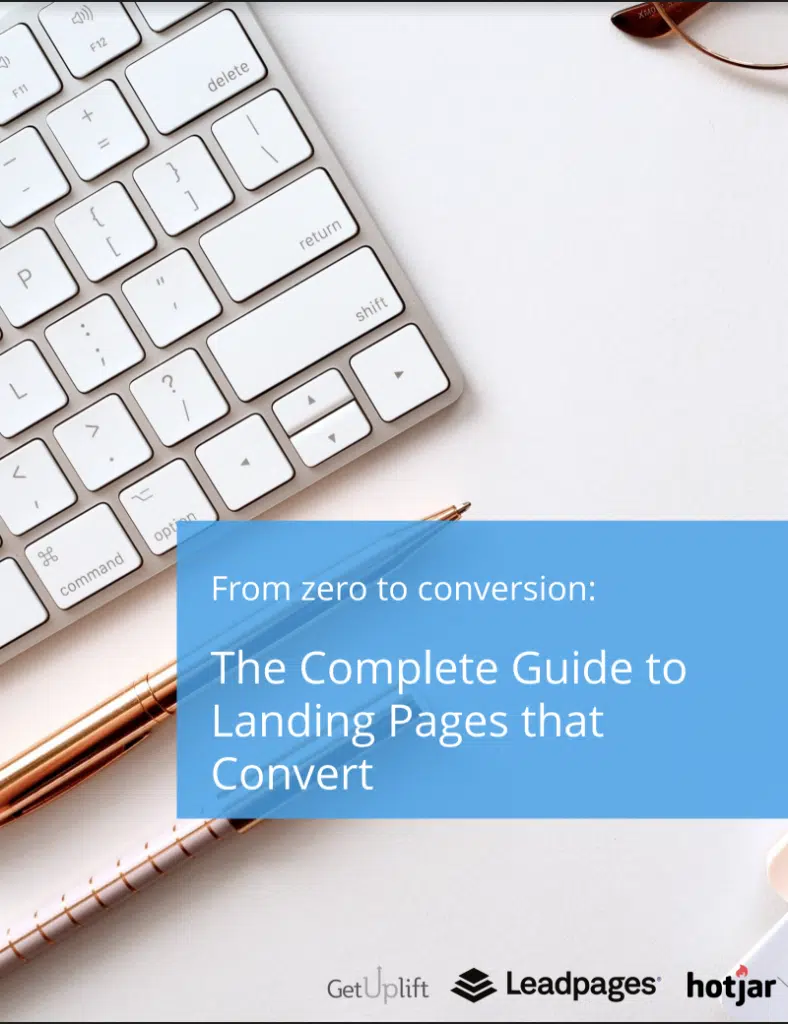 F11
F12
delete
+
=
|
\
_
-
}
]
{
[
return
P
"
'
shift
:
;
L
?
/
>
.
<
,
option
command
From zero to conversion:
The Complete Guide to
Landing Pages that
Convert
GetUplift
Leadpages
hotjar